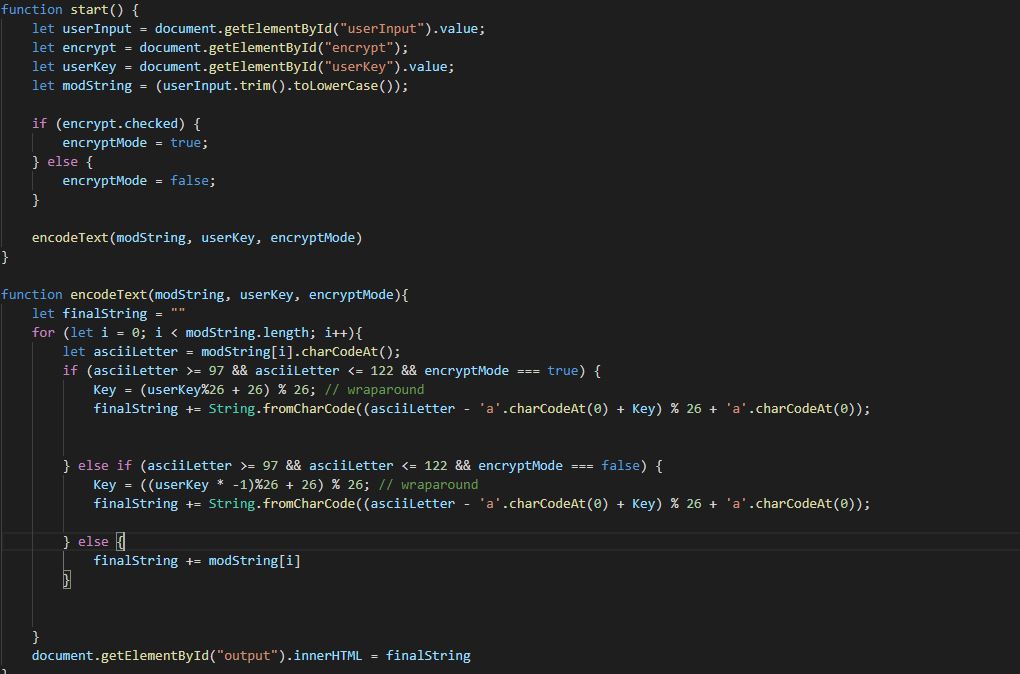 function start() {
    let userInput = document.getElementById("userInput").value;
    let encrypt = document.getElementById("encrypt");
    let userKey = document.getElementById("userKey").value;
    let modString = (userInput.trim().toLowerCase());
    if (encrypt.checked) {
        encryptMode = true;
    } else {
        encryptMode = false;
    }
    encodeText(modString, userKey, encryptMode)
}
function encodeText(modString, userKey, encryptMode){
    let finalString = ""
    for (let i = 0; i < modString.length; i++){
        let asciiLetter = modString[i].charCodeAt();
        if (asciiLetter >= 97 && asciiLetter <= 122 && encryptMode === true) {
            Key = (userKey%26 + 26) % 26; // wraparound
            finalString += String.fromCharCode((asciiLetter - 'a'.charCodeAt(0) + Key) % 26 + 'a'.charCodeAt(0));
        } else if (asciiLetter >= 97 && asciiLetter <= 122 && encryptMode === false) {
            Key = ((userKey * -1)%26 + 26) % 26; // wraparound
            finalString += String.fromCharCode((asciiLetter - 'a'.charCodeAt(0) + Key) % 26 + 'a'.charCodeAt(0));
        } else {
            finalString += modString[i]
        }
    }
    document.getElementById("output").innerHTML = finalString
}